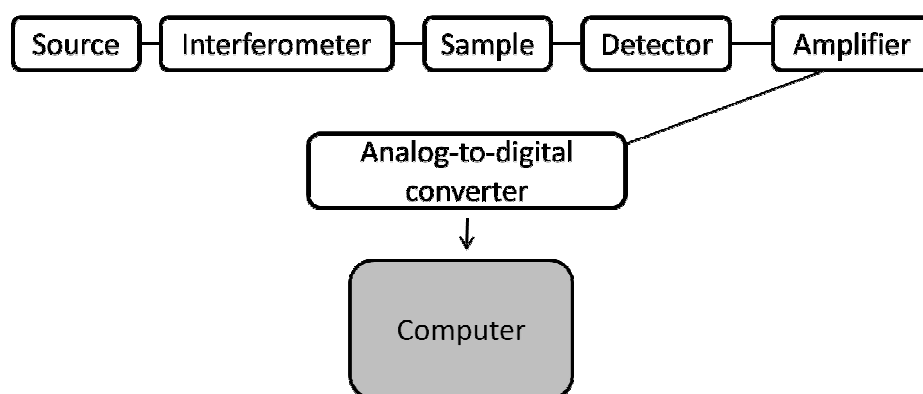 Source
Interferometer
Sample
Detector
Amplifier
Analog-to-digital
converter
Computer